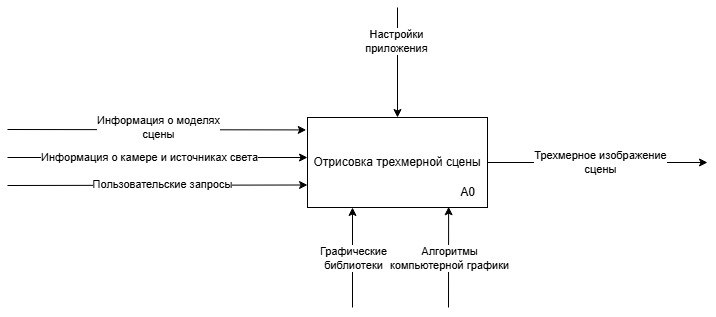 Настройки
приложения
Информация о моделях
сцены
Информация о камере и источниках света
Пользовательские запросы
Отрисовка трехмерной сцены
A0
Трехмерное изображение
сцены
Графические
библиотеки
Алгоритмы
компьютерной графики